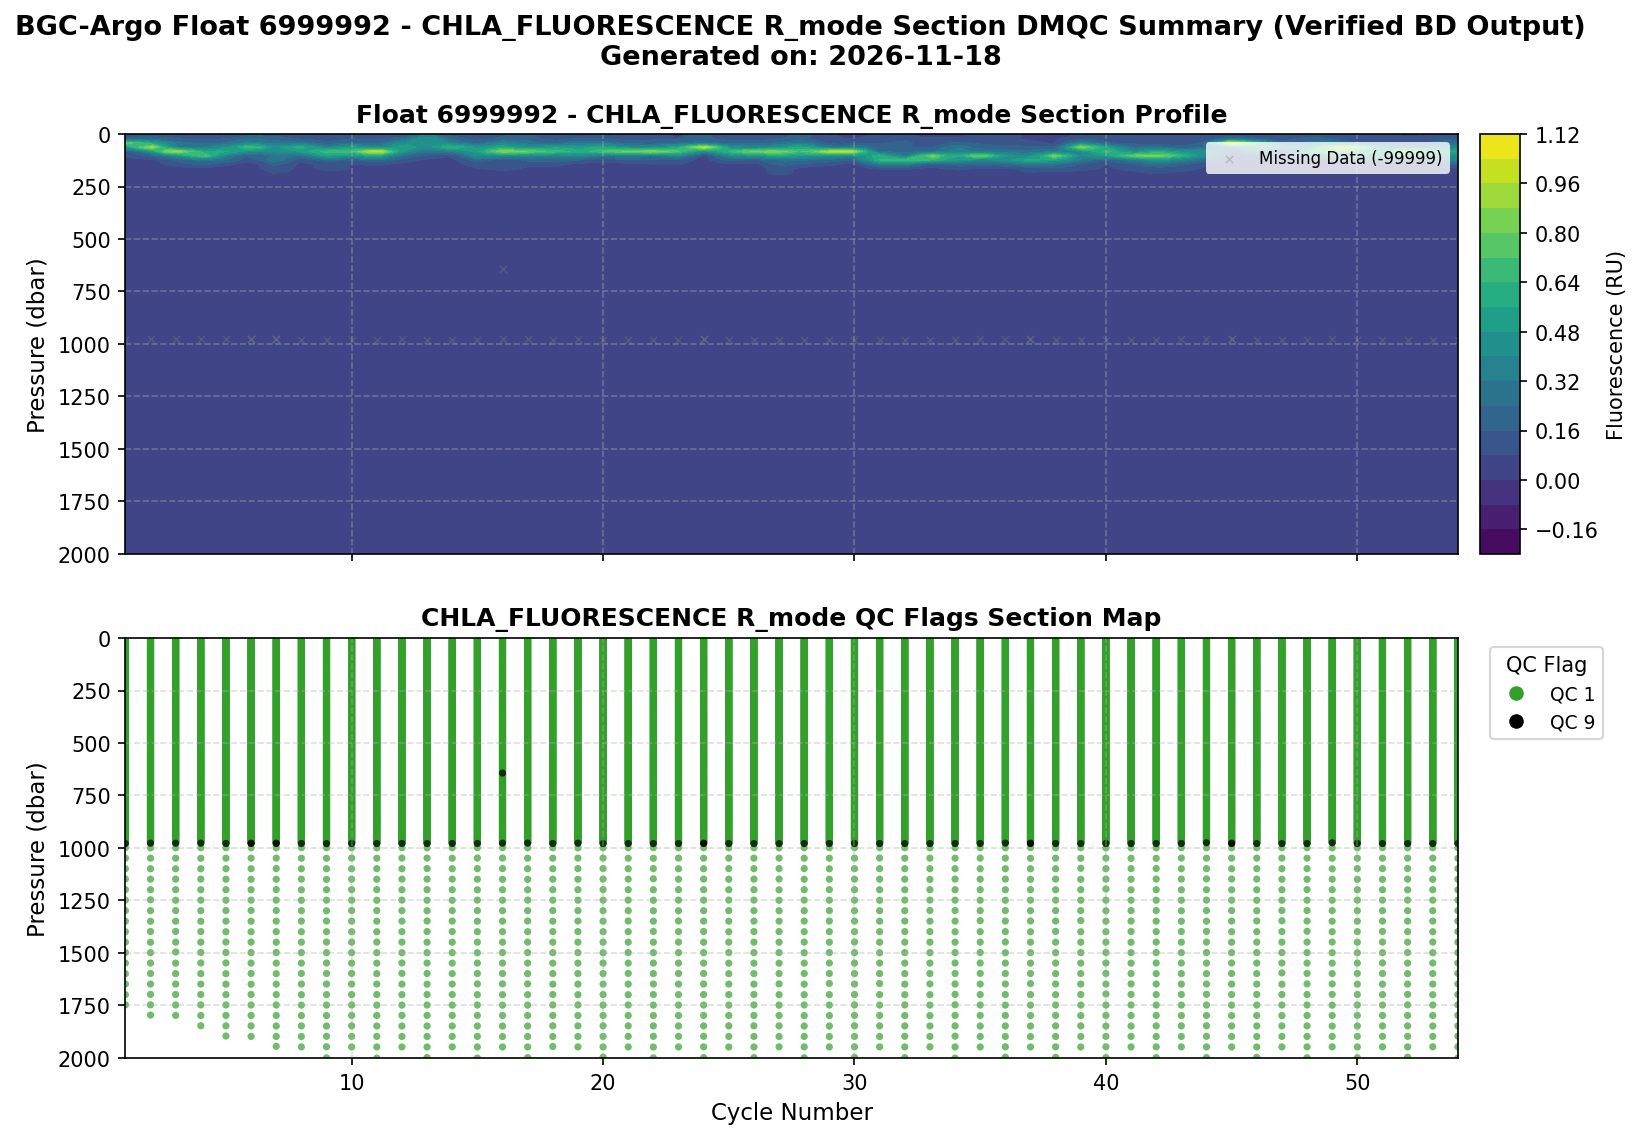 BGC-Argo Float 6999992 - CHLA_FLUORESCENCE R_mode Section DMQC Summary (Verified BD Output)
Generated on: 2026-11-18
Float 6999992 - CHLA_FLUORESCENCE R_mode Section Profile
Missing Data (-99999)
0
250
500
750
1000
1250
1500
1750
2000
Pressure (dbar)
1.12
0.96
0.80
0.64
0.48
0.32
0.16
0.00
−0.16
Fluorescence (RU)
CHLA_FLUORESCENCE R_mode QC Flags Section Map
0
250
500
750
1000
1250
1500
1750
2000
Pressure (dbar)
QC Flag
QC 1
QC 9
10
20
30
40
50
Cycle Number